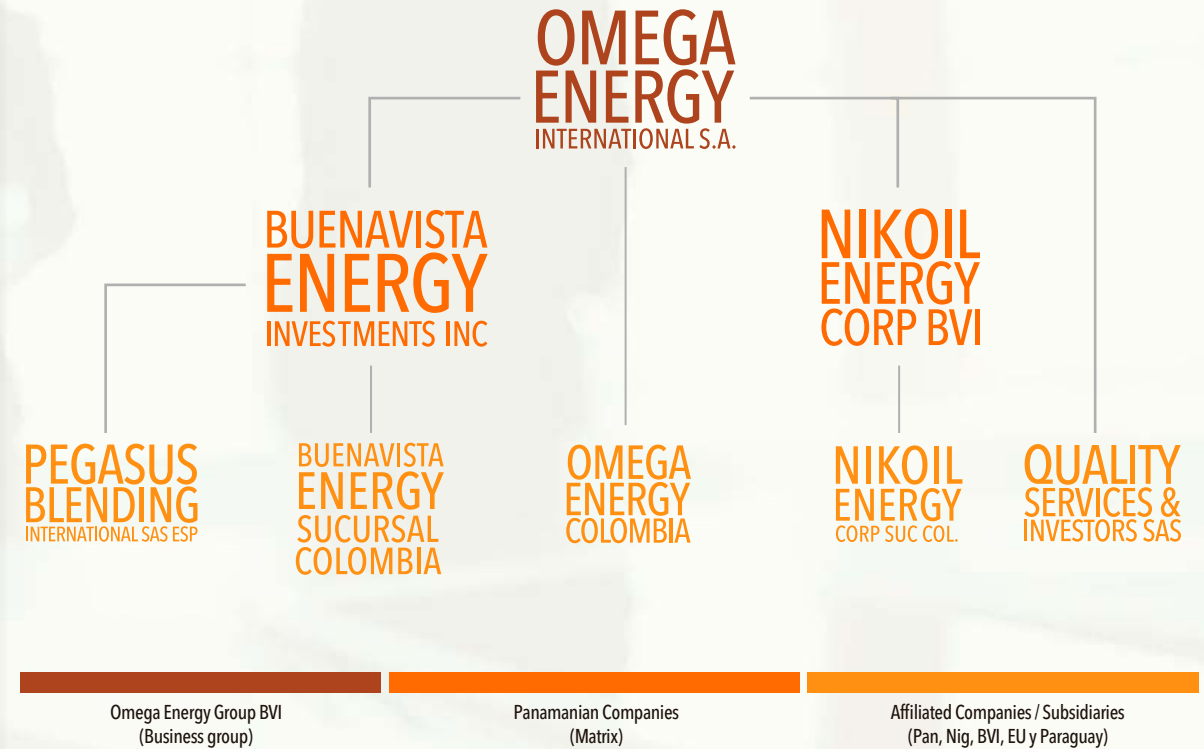 OMEGA
ENERGY
INTERNATIONAL S.A.
BUENAVISTA
ENERGY
INVESTMENTS INC
NIKOIL
ENERGY
CORP BVI
PEGASUS
BLENDING
INTERNATIONAL SAS ESP
BUENAVISTA
ENERGY
SUCURSAL
COLOMBIA
OMEGA
ENERGY
COLOMBIA
NIKOIL
ENERGY
CORP SUC COL.
QUALITY
SERVICES &
INVESTORS SAS
Omega Energy Group BVI
(Business group)
Panamanian Companies
(Matrix)
Affiliated Companies / Subsidiaries
(Pan, Nig, BVI, EU y Paraguay)